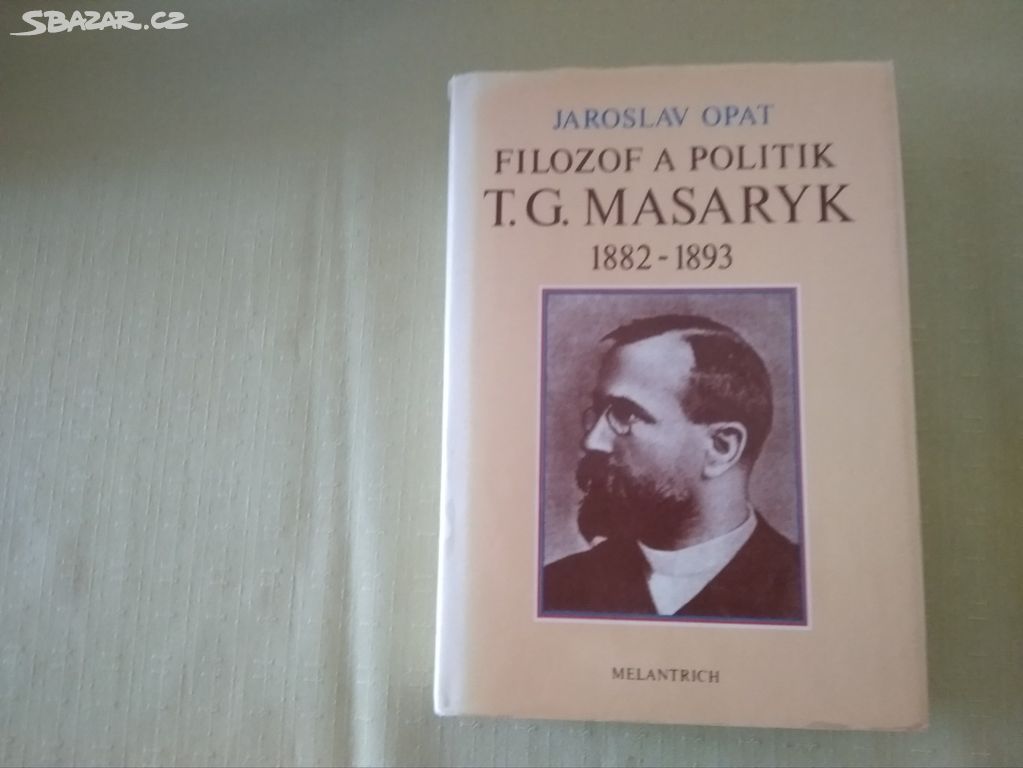 SBAZAR.CZ
JAROSLAV OPAT
FILOZOF A POLITIK
T. G. MASARYK
1882 - 1893
MELANTRICH